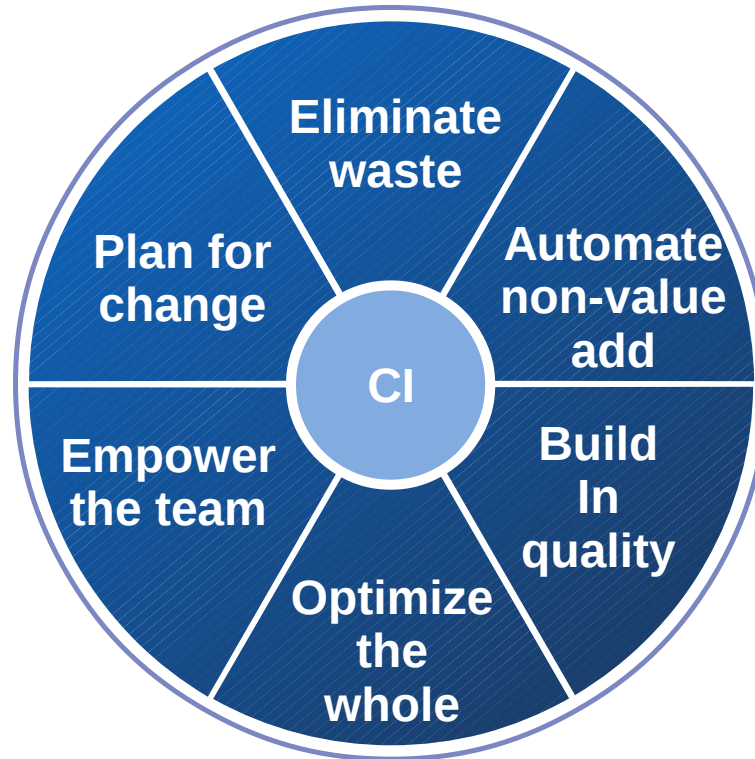 Eliminate
waste
Automate
non-value
add
Build
In
quality
Optimize
the
whole
Empower
the team
Plan for
change
CI